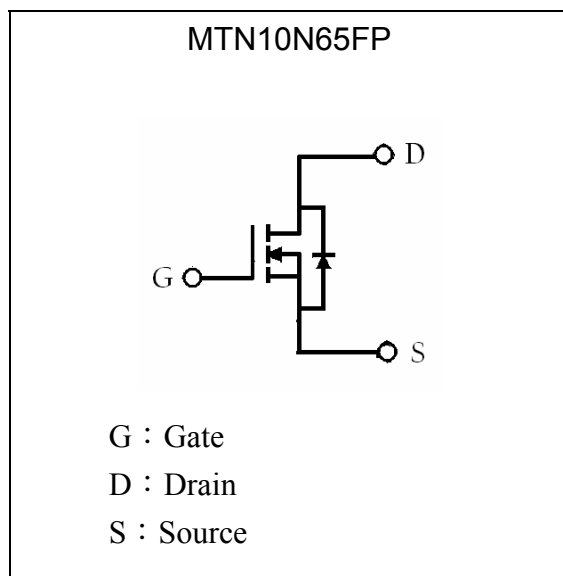 MTN10N65FP
D
G
S
G：Gate
D：Drain
S：Source